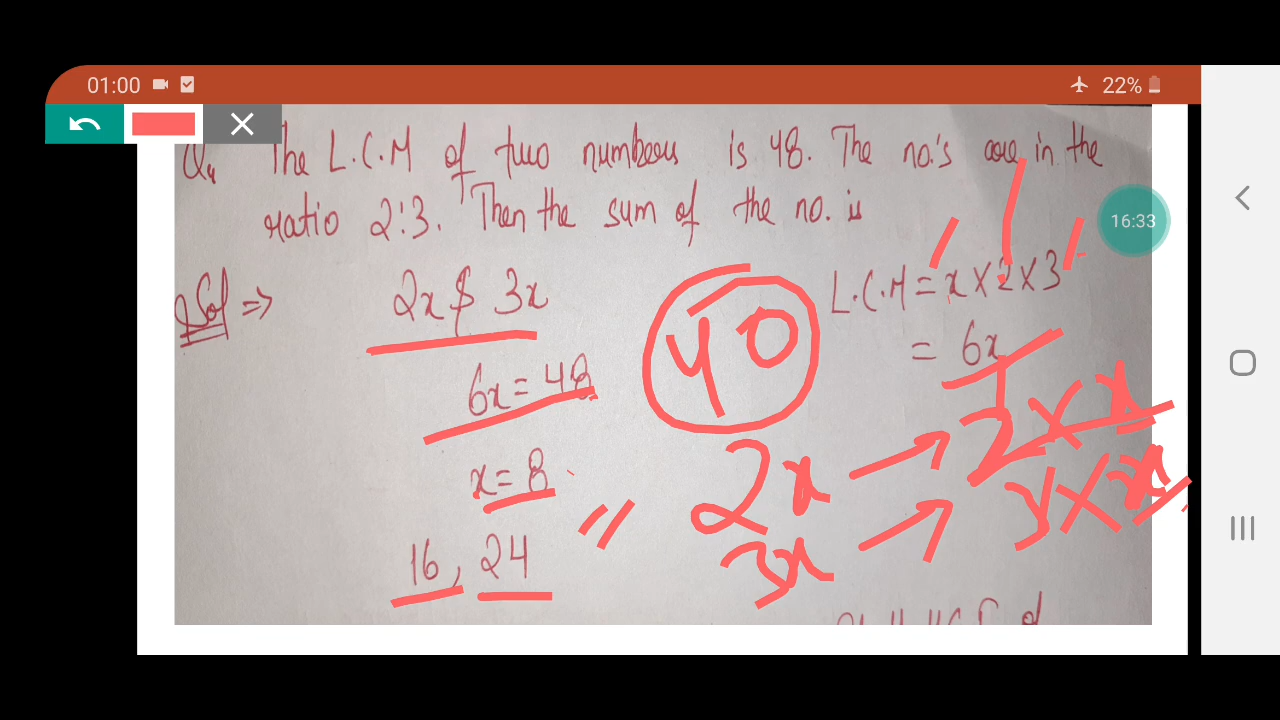 01:00
22%
Q4 The L.C.M of two numbers is 48. The no.'s are in the
ratio 2:3. Then the sum of the no. is
16:33
Sol => 2x & 3x
L.C.M = x X 2 X 3
= 6x
6x = 48
x = 8
16, 24
40
2x → 2 X x
3x → 3 X x